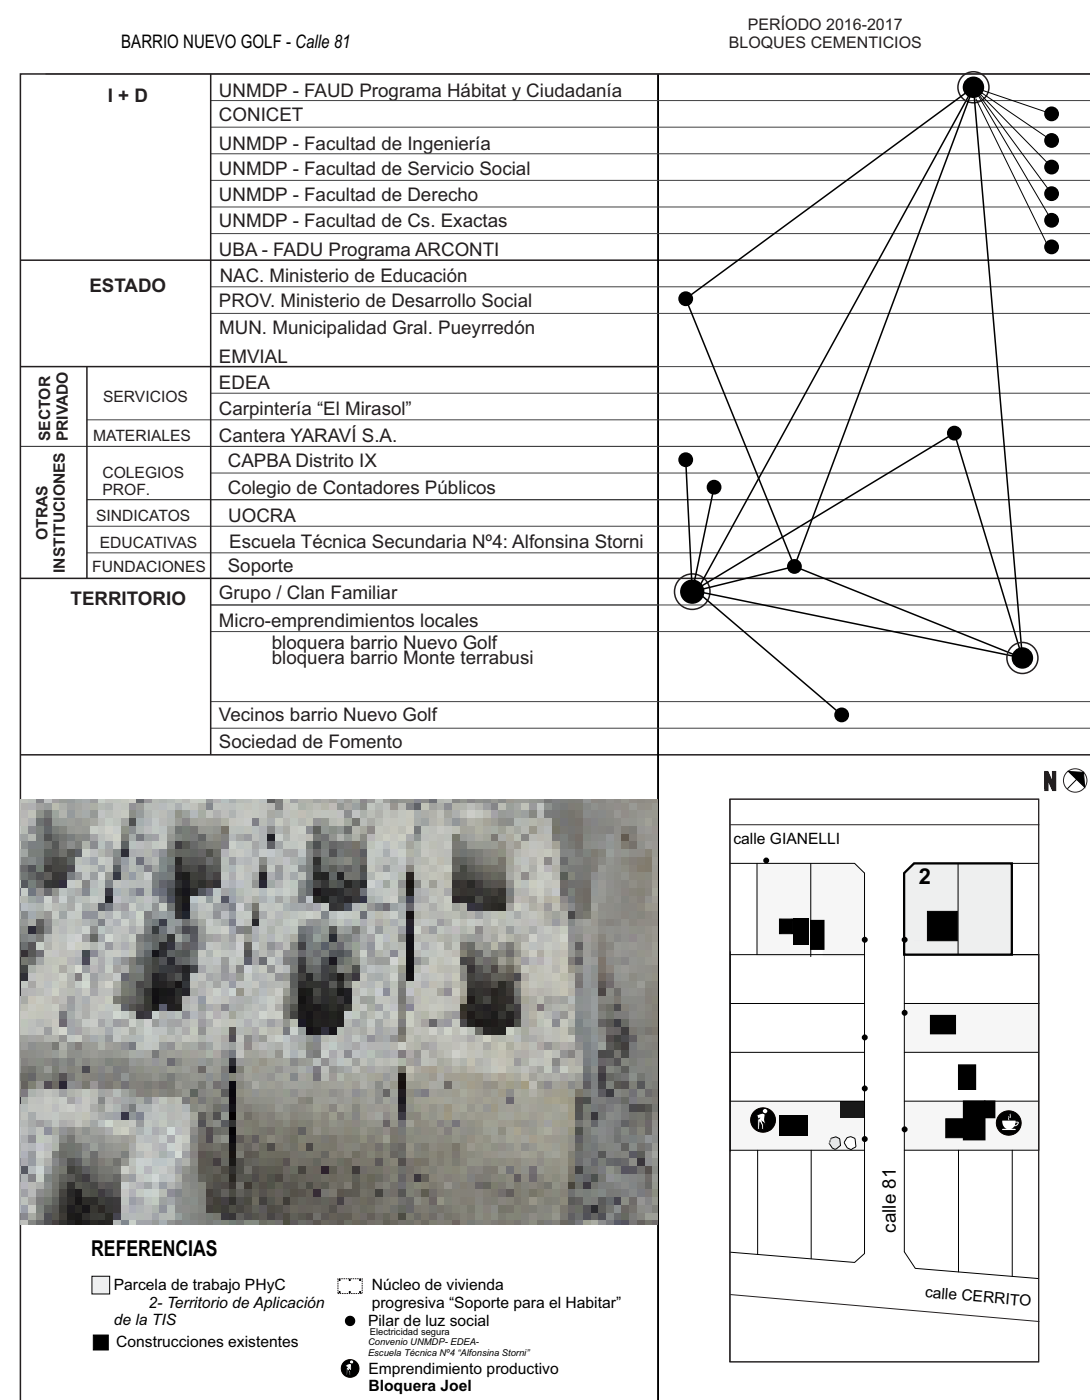 BARRIO NUEVO GOLF - Calle 81
PERÍODO 2016-2017
BLOQUES CEMENTICIOS
I + D
UNMDP - FAUD Programa Hábitat y Ciudadanía
CONICET
UNMDP - Facultad de Ingeniería
UNMDP - Facultad de Servicio Social
UNMDP - Facultad de Derecho
UNMDP - Facultad de Cs. Exactas
UBA - FADU Programa ARCONTI
ESTADO
NAC. Ministerio de Educación
PROV. Ministerio de Desarrollo Social
MUN. Municipalidad Gral. Pueyrredón
EMVIAL
SECTOR
PRIVADO
SERVICIOS
EDEA
Carpintería “El Mirasol”
MATERIALES
Cantera YARAVÍ S.A.
OTRAS
INSTITUCIONES
COLEGIOS
PROF.
CAPBA Distrito IX
Colegio de Contadores Públicos
SINDICATOS
UOCRA
EDUCATIVAS
Escuela Técnica Secundaria Nº4: Alfonsina Storni
FUNDACIONES
Soporte
TERRITORIO
Grupo / Clan Familiar
Micro-emprendimientos locales
bloquera barrio Nuevo Golf
bloquera barrio Monte terrabusi
Vecinos barrio Nuevo Golf
Sociedad de Fomento
N
calle GIANELLI
2
calle 81
calle CERRITO
REFERENCIAS
Parcela de trabajo PHyC
2- Territorio de Aplicación
de la TIS
Construcciones existentes
Núcleo de vivienda
progresiva “Soporte para el Habitar”
Pilar de luz social
Electricidad segura
Convenio UNMDP- EDEA-
Escuela Técnica Nº4 “Alfonsina Storni”
Emprendimiento productivo
Bloquera Joel